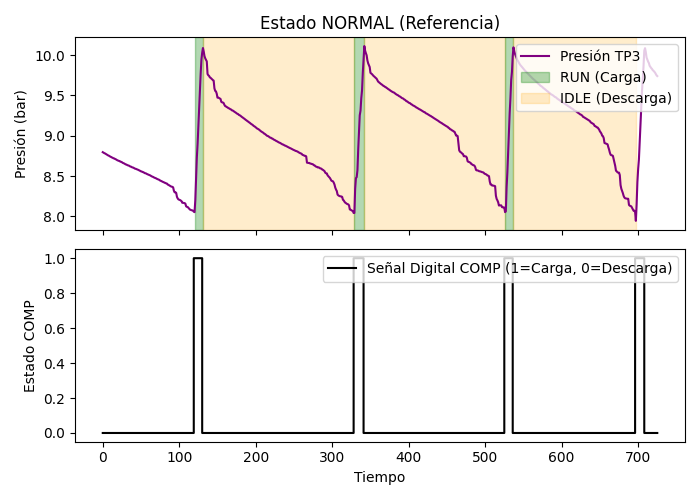 Estado NORMAL (Referencia)
Presión (bar)
10.0
9.5
9.0
8.5
8.0
Presión TP3
RUN (Carga)
IDLE (Descarga)
Estado COMP
1.0
0.8
0.6
0.4
0.2
0.0
Señal Digital COMP (1=Carga, 0=Descarga)
0 100 200 300 400 500 600 700
Tiempo